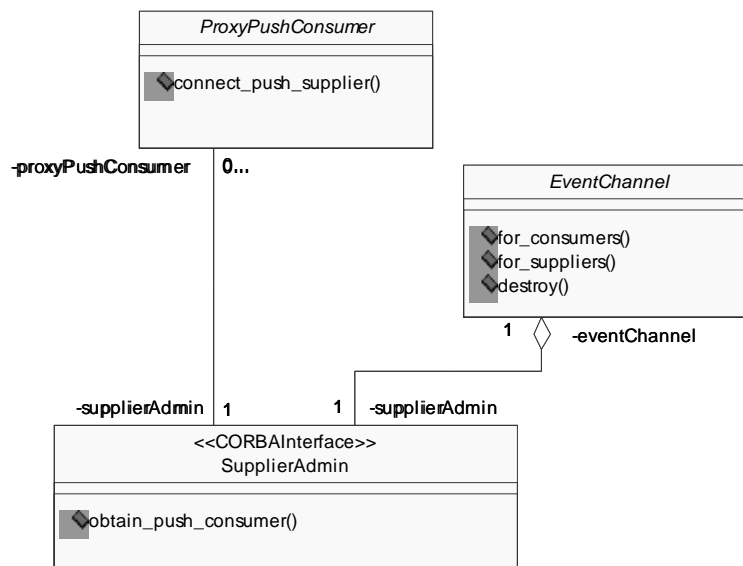 ProxyPushConsumer
connect_push_supplier()
-proxyPushConsumer
0...
EventChannel
for_consumers()
for_suppliers()
destroy()
1
-eventChannel
-supplierAdmin
1
1
-supplierAdmin
<<CORBAInterface>>
SupplierAdmin
obtain_push_consumer()